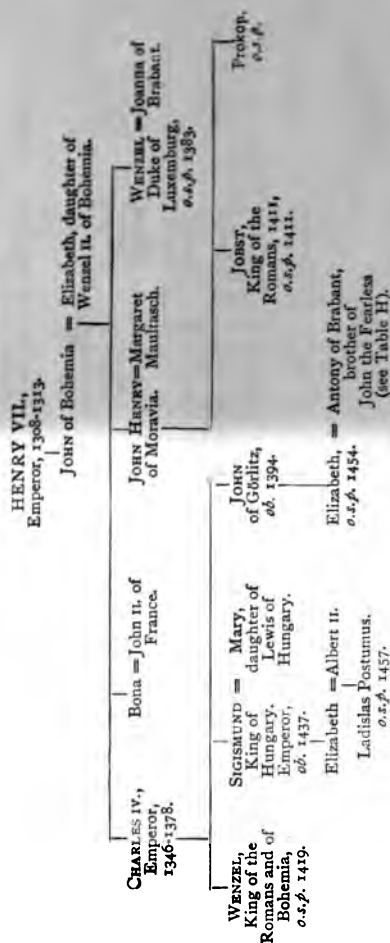 HENRY VII.,
Emperor, 1308-1313.
JOHN of Bohemia = Elizabeth, daughter of
Wenzel II. of Bohemia.
CHARLES IV.,
Emperor,
1346-1378.
Bona = John II. of
France.
JOHN HENRY=Margaret
of Moravia. Maultasch.
WENZEL = Joanna of
Duke of Brabant.
Luxemburg,
o.s.p. 1383.
WENZEL,
King of the
Romans and of
Bohemia,
o.s.p. 1419.
SIGISMUND = Mary,
King of daughter of
Hungary. Lewis of
Emperor, Hungary.
ob. 1437.
JOHN
of Görlitz,
ob. 1394.
JOBST,
King of the
Romans, 1411,
o.s.p. 1411.
Prokop.
o.s.p.
Elizabeth =Albert II.
Elizabeth, = Antony of Brabant,
o.s.p. 1454. brother of
John the Fearless
(see Table H).
Ladislas Postumus.
o.s.p. 1457.